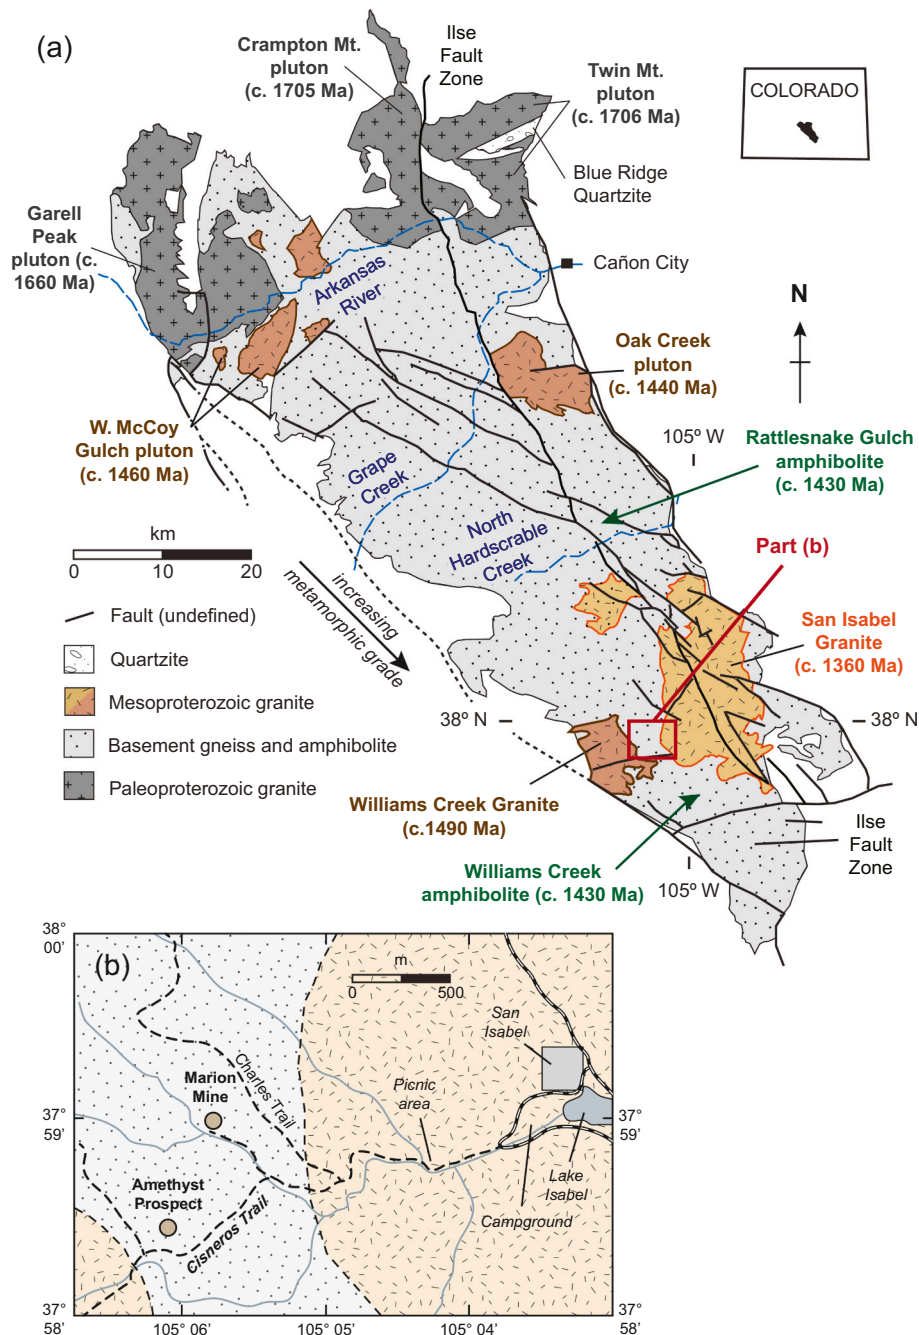 (a)
Crampton Mt.
pluton
(c. 1705 Ma)
Ilse
Fault
Zone
Twin Mt.
pluton
(c. 1706 Ma)
COLORADO
Blue Ridge
Quartzite
Garell
Peak
pluton (c.
1660 Ma)
Arkansas
River
Cañon City
N
Oak Creek
pluton
(c. 1440 Ma)
W. McCoy
Gulch pluton
(c. 1460 Ma)
105º W
Rattlesnake Gulch
amphibolite
(c. 1430 Ma)
Grape
Creek
North
Hardscrable
Creek
km
0 10 20
Part (b)
increasing
metamorphic grade
Fault (undefined)
Quartzite
Mesoproterozoic granite
Basement gneiss and amphibolite
Paleoproterozoic granite
San Isabel
Granite
(c. 1360 Ma)
38º N
38º N
Williams Creek Granite
(c.1490 Ma)
Williams Creek
amphibolite (c. 1430 Ma)
105º W
Ilse
Fault
Zone
38°
00'
(b)
m
0 500
San
Isabel
Marion
Mine
Charles Trail
Picnic
area
37°
59'
37°
59'
Amethyst
Prospect
Cisneros Trail
Lake
Isabel
Campground
37°
58'
37°
58'
105° 06'
105° 05'
105° 04'